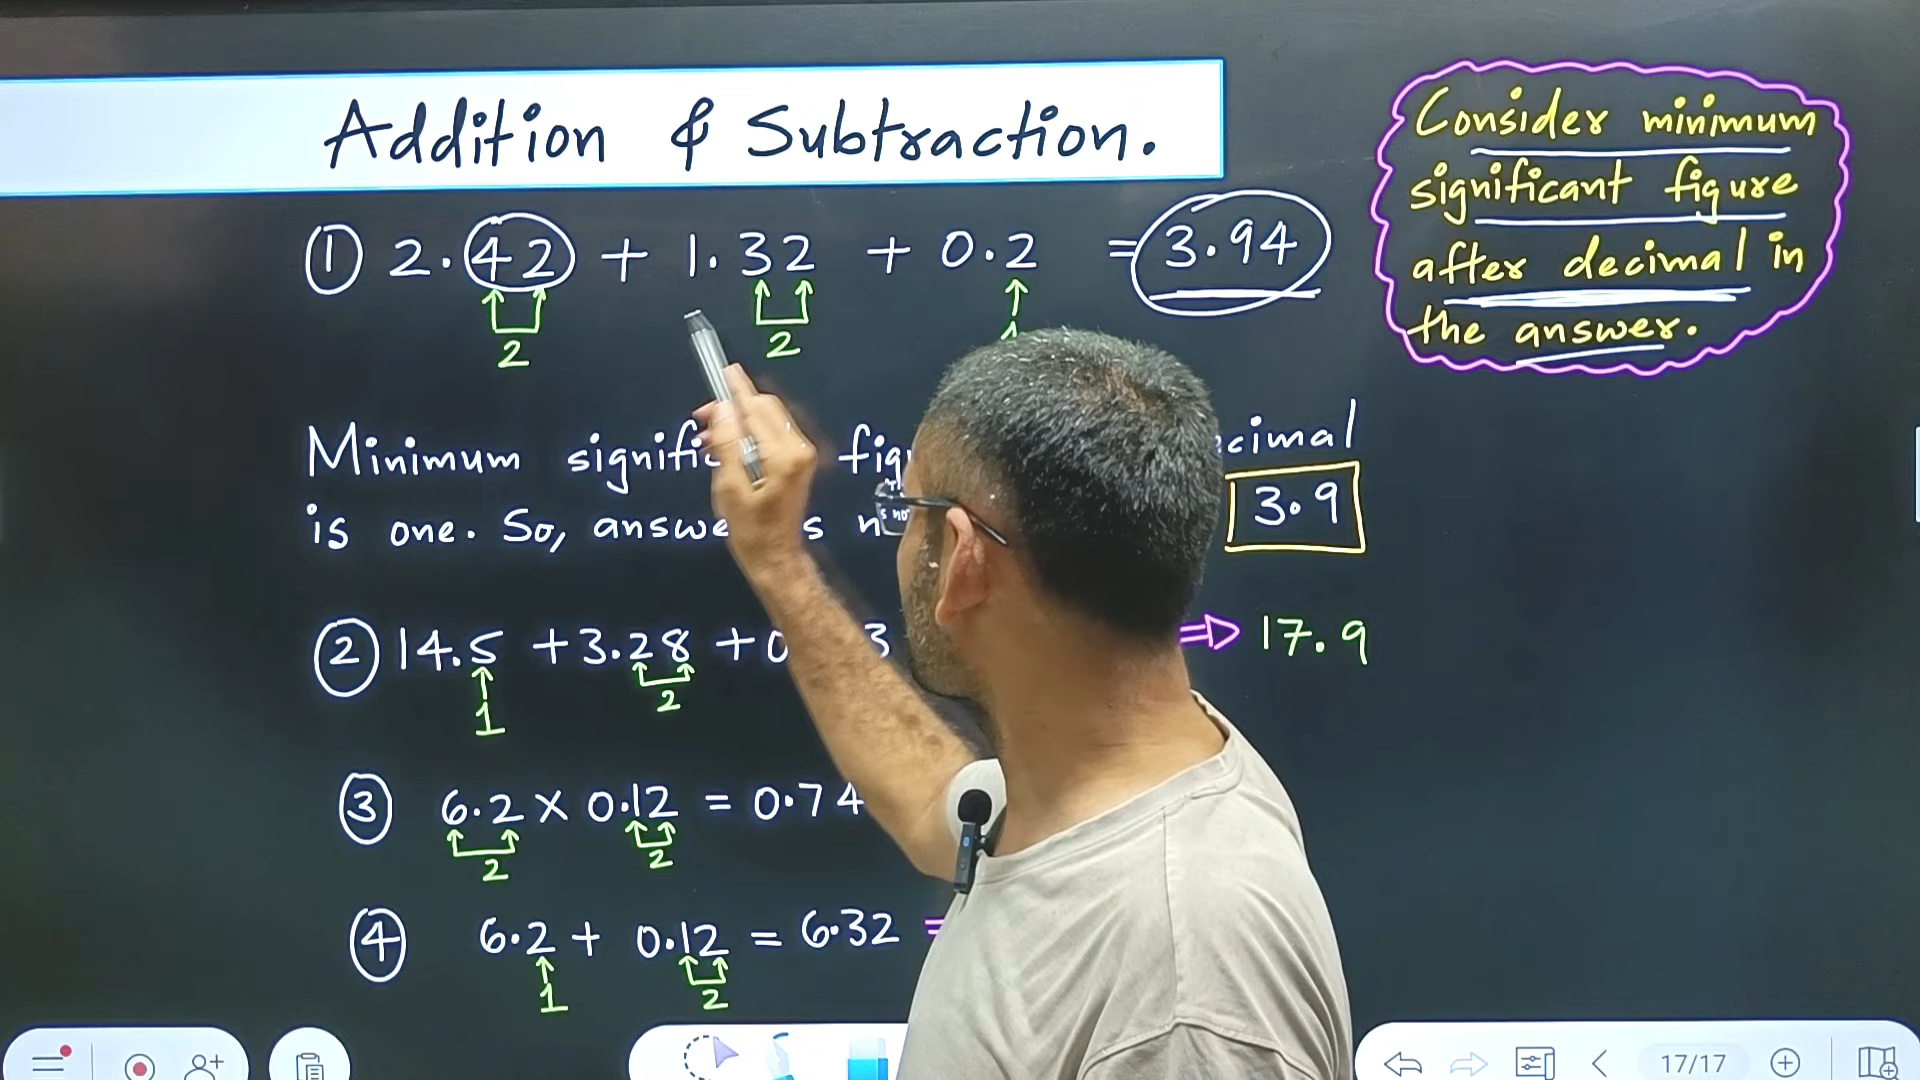 Addition & Subtraction.
Consider minimum
significant figure
after decimal in
the answer.
① 2.42 + 1.32 + 0.2 = 3.94
2 2
Minimum
is one. So,
3.9
② 14.5 + 3.28 + ⇒ 17.9
1 2
③ 6.2 × 0.12 = 0.74
2 2
④ 6.2 + 0.12 = 6.32
1 2
17/17